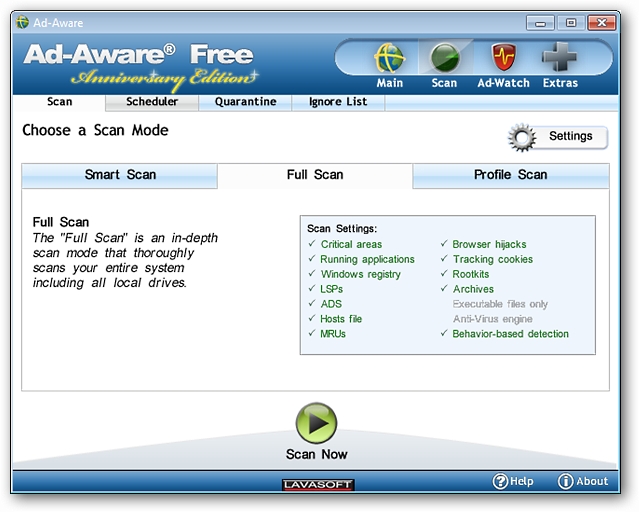 Ad-Aware
Ad-Aware® Free
Anniversary Edition
Main Scan Ad-Watch Extras
Scan Scheduler Quarantine Ignore List
Choose a Scan Mode
Settings
Smart Scan Full Scan Profile Scan
Full Scan
The "Full Scan" is an in-depth
scan mode that thoroughly
scans your entire system
including all local drives.
Scan Settings:
✓ Critical areas ✓ Browser hijacks
✓ Running applications ✓ Tracking cookies
✓ Windows registry ✓ Rootkits
✓ LSPs ✓ Archives
✓ ADS Executable files only
✓ Hosts file Anti-Virus engine
✓ MRUs ✓ Behavior-based detection
Scan Now
LAVASOFT
Help
About